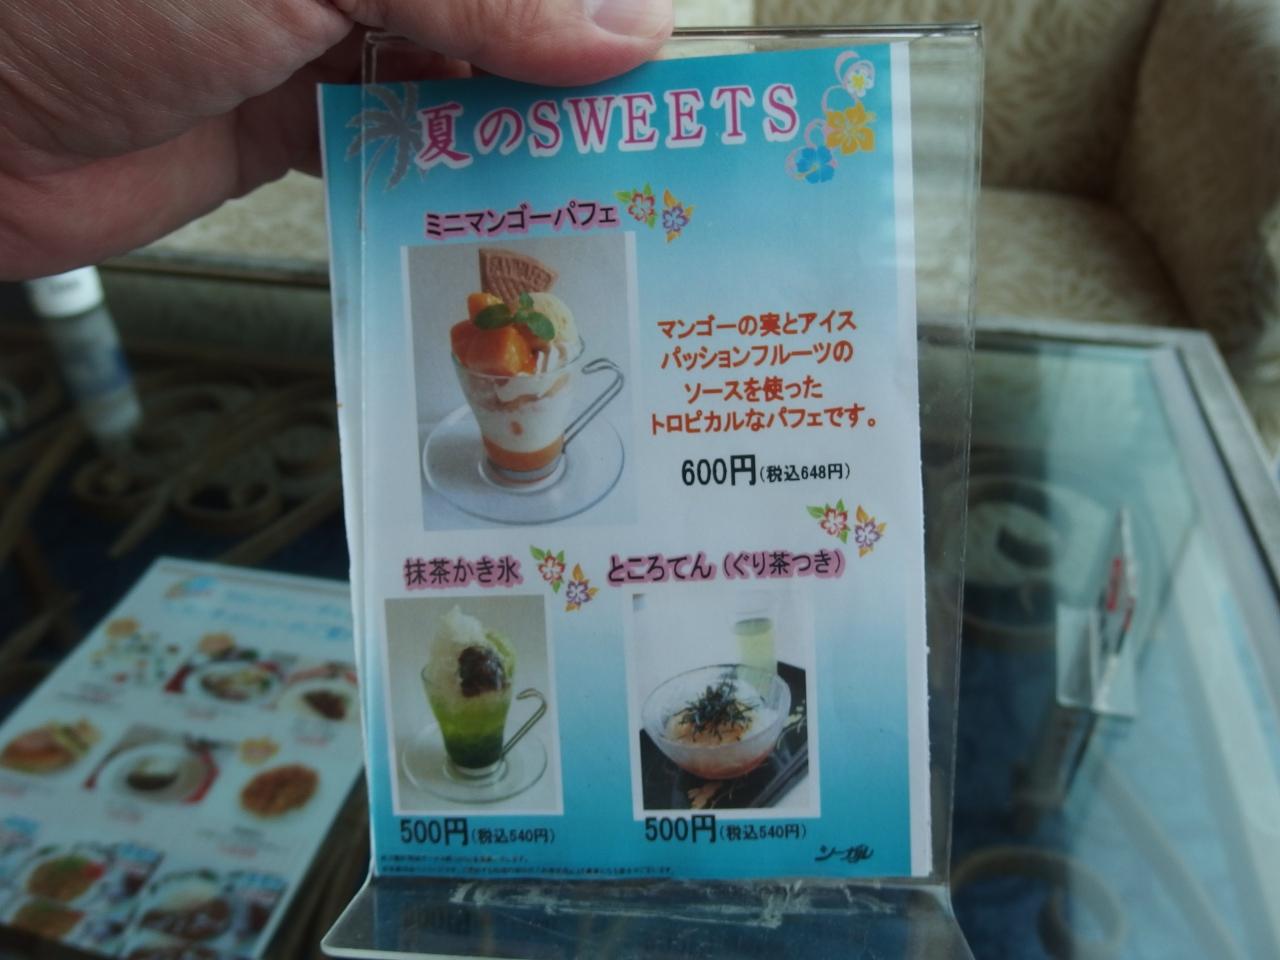 夏のSWEETS
ミニマンゴーパフェ
マンゴーの実とアイス
パッションフルーツの
ソースを使った
トロピカルなパフェです。
600円(税込648円)
抹茶かき氷
ところてん(ぐり茶つき)
500円(税込540円)
500円(税込540円)